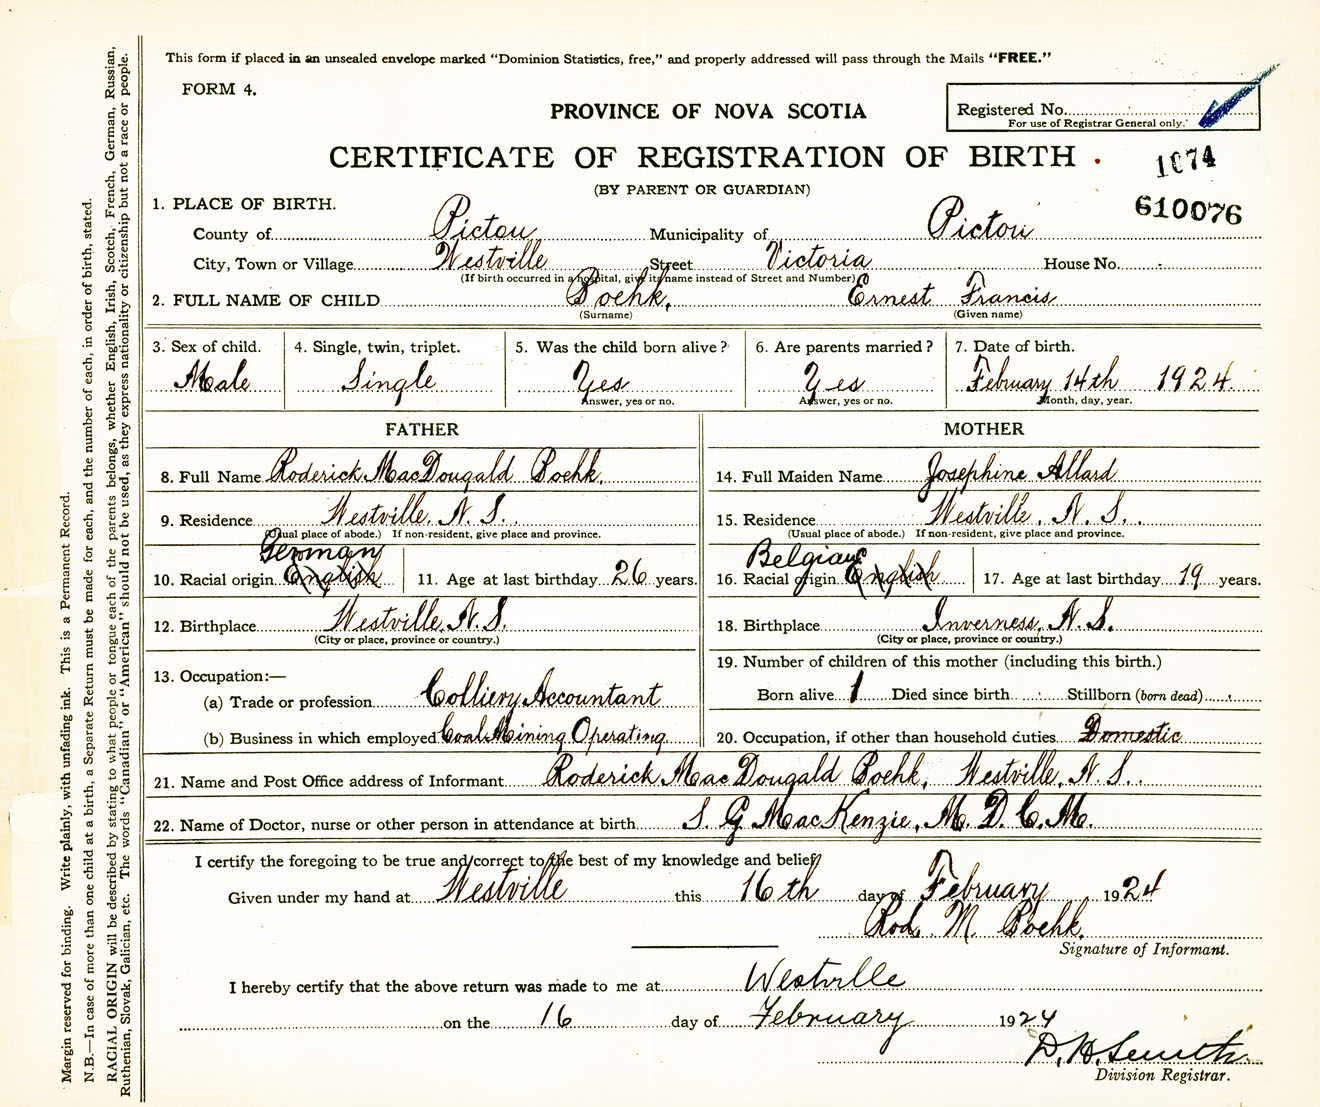 This form if placed in an unsealed envelope marked "Dominion Statistics, free," and properly addressed will pass through the Mails "FREE."
FORM 4.
PROVINCE OF NOVA SCOTIA
Registered No.
For use of Registrar General only.
CERTIFICATE OF REGISTRATION OF BIRTH
(BY PARENT OR GUARDIAN)
1074
610076
1. PLACE OF BIRTH.
County of Pictou Municipality of Pictou
City, Town or Village Westville Street Victoria House No. -
(If birth occurred in a hospital, give its name instead of Street and Number)
2. FULL NAME OF CHILD Poehk, Ernest Francis
(Surname) (Given name)
3. Sex of child. 4. Single, twin, triplet. 5. Was the child born alive? 6. Are parents married? 7. Date of birth.
Male Single Yes Yes February 14th 1924
Answer, yes or no. Answer, yes or no. Month, day, year.
FATHER MOTHER
8. Full Name Roderick MacDougald Poehk. 14. Full Maiden Name Josephine Allard
9. Residence Westville, N. S. 15. Residence Westville, N. S.
(Usual place of abode.) If non-resident, give place and province. (Usual place of abode.) If non-resident, give place and province.
German Belgian
10. Racial origin English 11. Age at last birthday 26 years. 16. Racial origin English 17. Age at last birthday 19 years.
12. Birthplace Westville, N. S. 18. Birthplace Inverness, N. S.
(City or place, province or country.) (City or place, province or country.)
13. Occupation:— 19. Number of children of this mother (including this birth.)
(a) Trade or profession Colliery Accountant Born alive 1 Died since birth Stillborn (born dead)
(b) Business in which employed Coal Mining Operating 20. Occupation, if other than household duties Domestic
21. Name and Post Office address of Informant Roderick MacDougald Poehk, Westville, N. S.
22. Name of Doctor, nurse or other person in attendance at birth S. G. MacKenzie, M. D. C. M.
I certify the foregoing to be true and correct to the best of my knowledge and belief
Given under my hand at Westville this 16th day of February 1924
Rod. M. Poehk.
Signature of Informant.
I hereby certify that the above return was made to me at Westville
on the 16 day of February 1924
D. H. Smith
Division Registrar.
Margin reserved for binding. Write plainly, with unfading ink. This is a Permanent Record.
N.B.—In case of more than one child at a birth, a Separate Return must be made for each, and the number of each, in order of birth, stated.
RACIAL ORIGIN will be described by stating to what people or tongue each of the parents belongs, whether English, Irish, Scotch, French, German, Russian,
Ruthenian, Slovak, Galician, etc. The words "Canadian" or "American" should not be used, as they express nationality or citizenship but not a race or people.